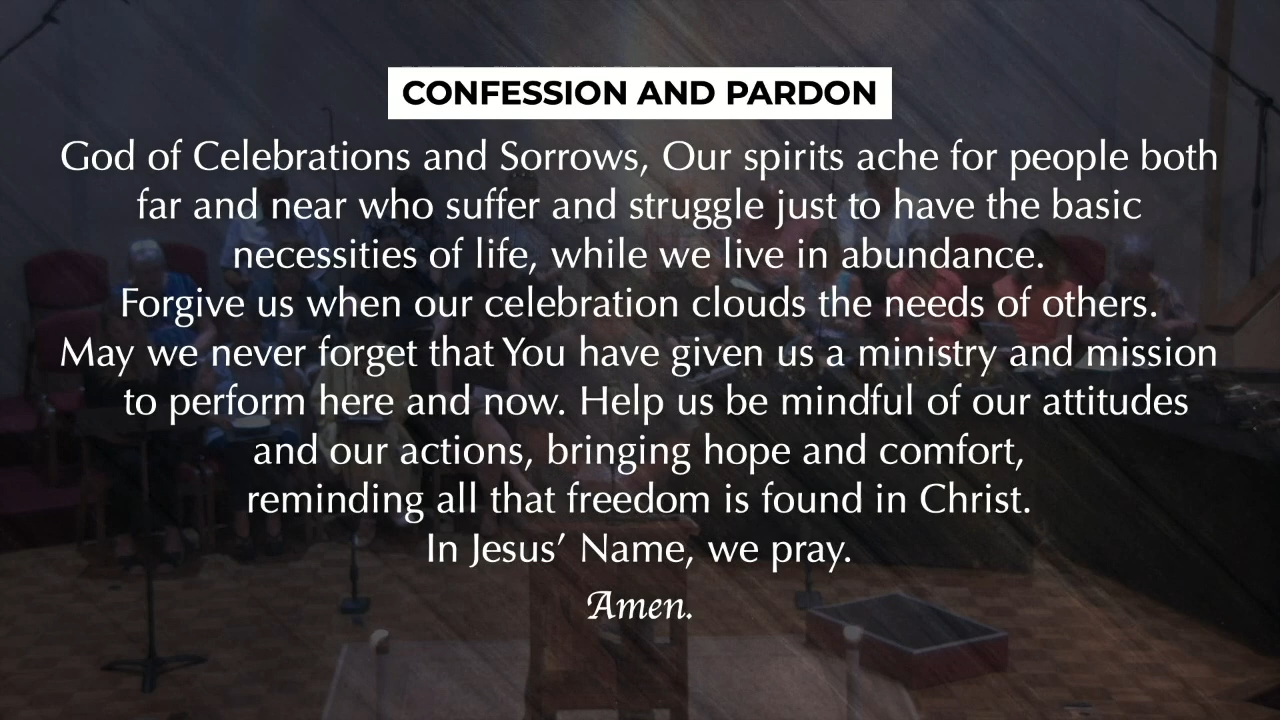 CONFESSION AND PARDON
God of Celebrations and Sorrows, Our spirits ache for people both
far and near who suffer and struggle just to have the basic
necessities of life, while we live in abundance.
Forgive us when our celebration clouds the needs of others.
May we never forget that You have given us a ministry and mission
to perform here and now. Help us be mindful of our attitudes
and our actions, bringing hope and comfort,
reminding all that freedom is found in Christ.
In Jesus’ Name, we pray.
Amen.